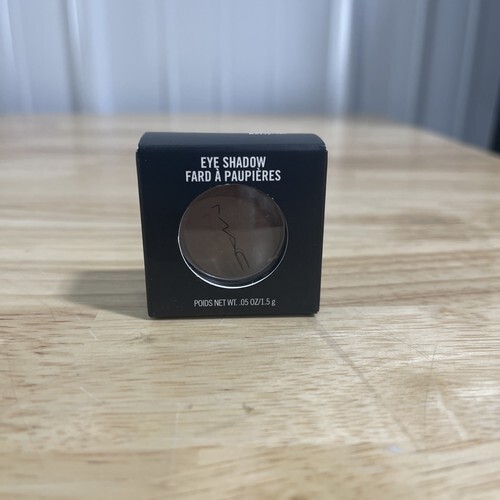 EYE SHADOW
FARD À PAUPIÈRES
MAC
POIDS NET WT. .05 OZ/1.5 g